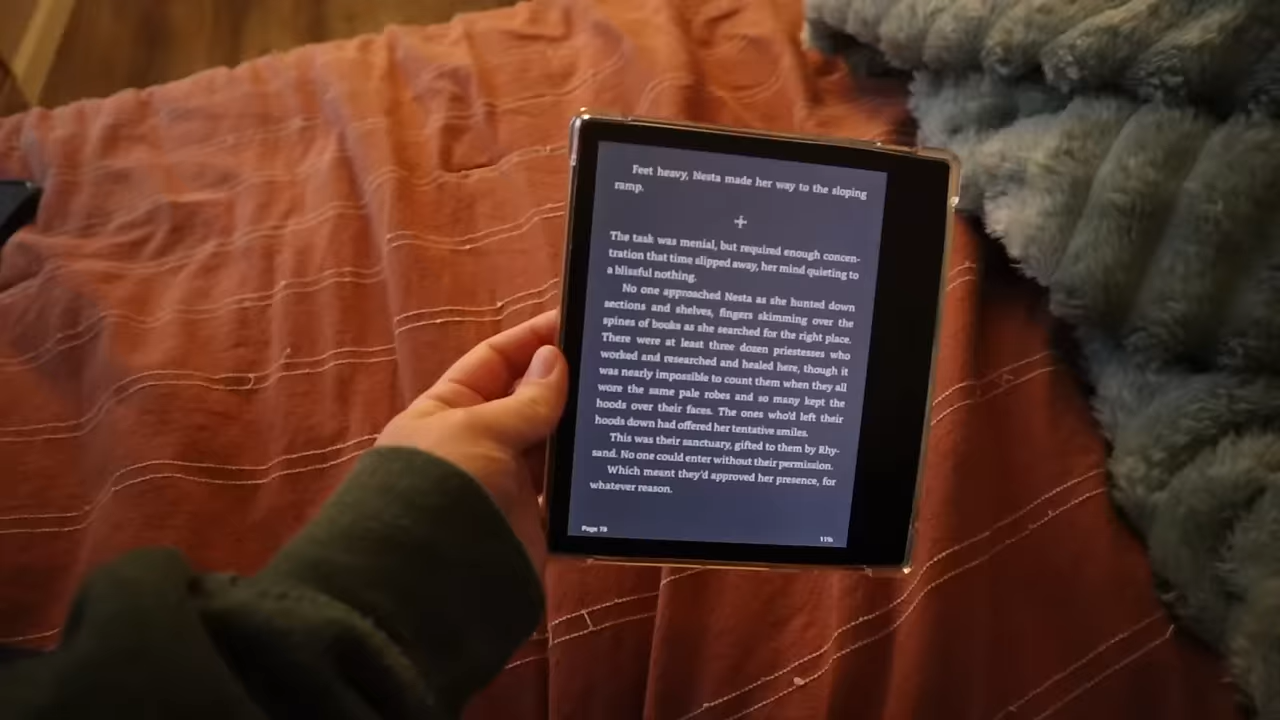 Feet heavy, Nesta made her way to the sloping
ramp.
The task was menial, but required enough concen-
tration that time slipped away, her mind quieting to
a blissful nothing.
No one approached Nesta as she hunted down
sections and shelves, fingers skimming over the
spines of books as she searched for the right place.
There were at least three dozen priestesses who
worked and researched and healed here, though it
was nearly impossible to count them when they all
wore the same pale robes and so many kept the
hoods over their faces. The ones who'd left their
hoods down had offered her tentative smiles.
This was their sanctuary, gifted to them by Rhy-
sand. No one could enter without their permission.
Which meant they'd approved her presence, for
whatever reason.
Page